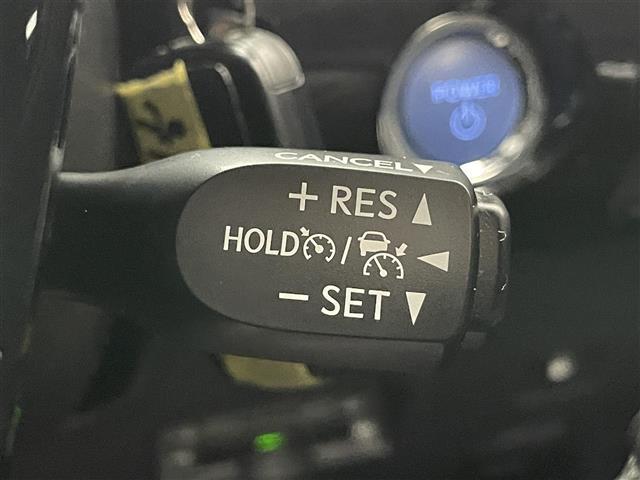 POWER
CANCEL▼
+ RES ▲
HOLD / ◀
− SET ▼